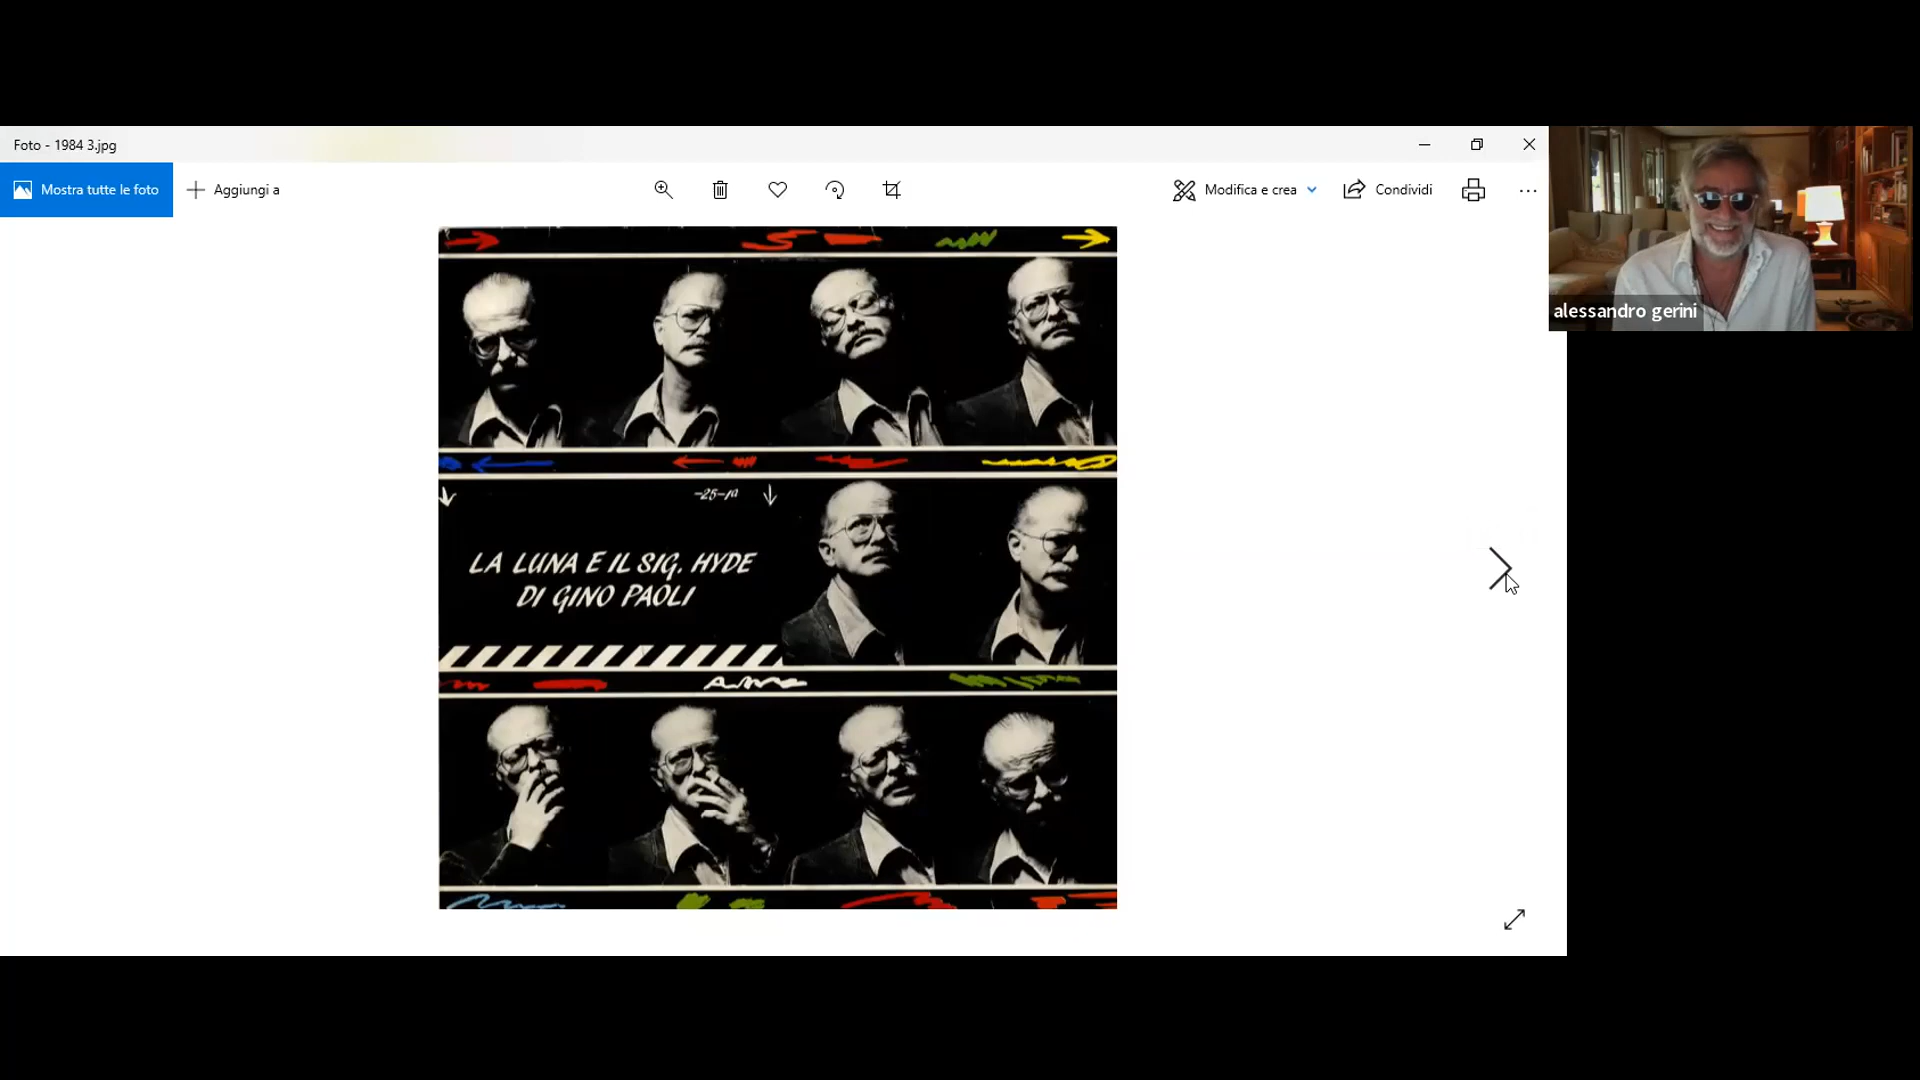 Foto - 1984 3.jpg
Mostra tutte le foto
Aggiungi a
Modifica e crea
Condividi
alessandro gerini
-25-1a
LA LUNA E IL SIG. HYDE
DI GINO PAOLI